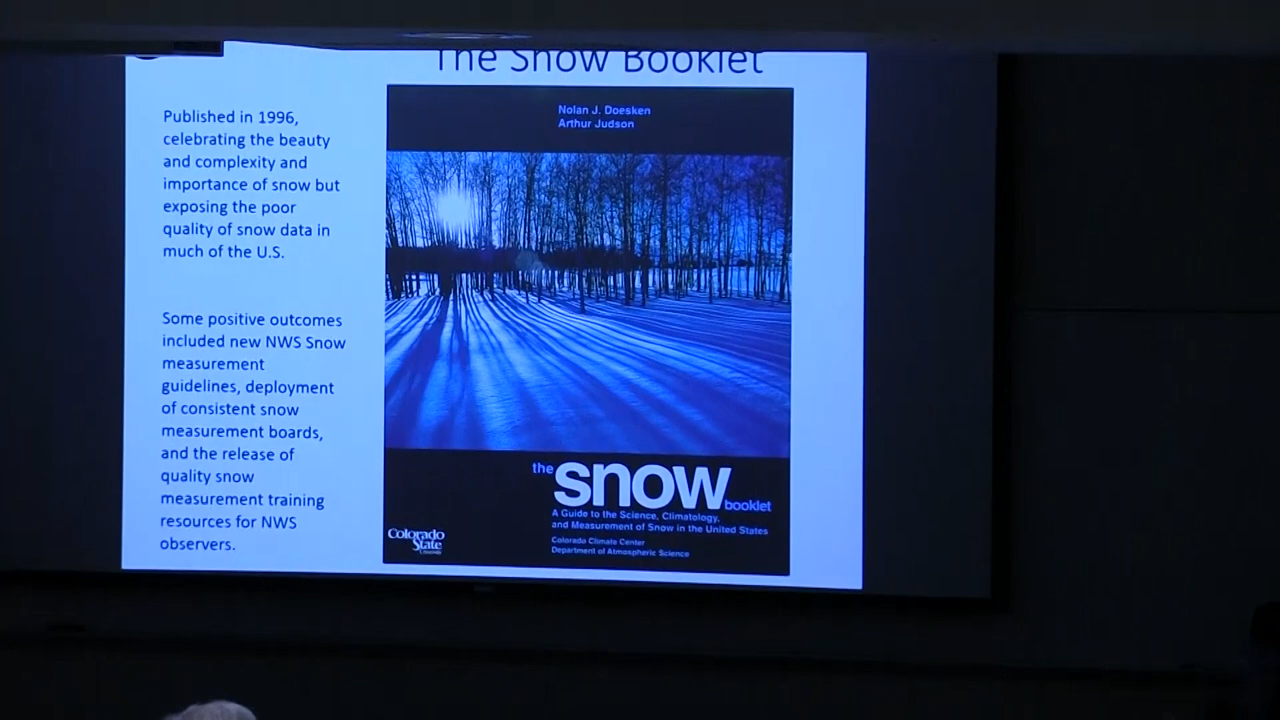 The Snow Booklet
Published in 1996,
celebrating the beauty
and complexity and
importance of snow but
exposing the poor
quality of snow data in
much of the U.S.
Some positive outcomes
included new NWS Snow
measurement
guidelines, deployment
of consistent snow
measurement boards,
and the release of
quality snow
measurement training
resources for NWS
observers.
Nolan J. Doesken
Arthur Judson
the snow booklet
A Guide to the Science, Climatology,
and Measurement of Snow in the United States
Colorado Climate Center
Department of Atmospheric Science
Colorado
State
University